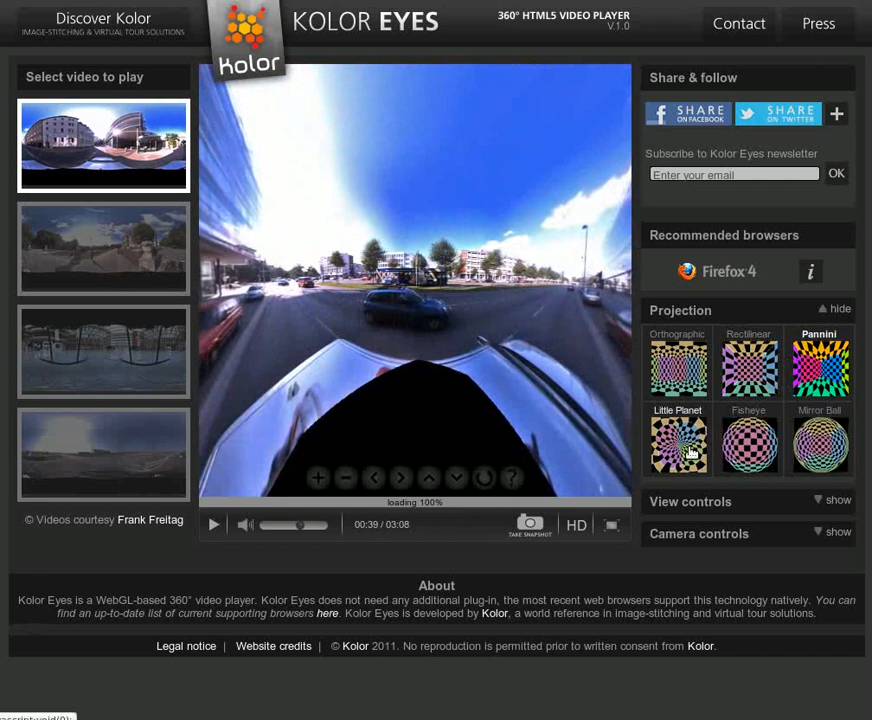 Discover Kolor
IMAGE-STITCHING & VIRTUAL TOUR SOLUTIONS
kolor
KOLOR EYES
360° HTML5 VIDEO PLAYER
V.1.0
Contact
Press
Select video to play
© Videos courtesy Frank Freitag
loading 100%
00:39 / 03:08
TAKE SNAPSHOT
HD
Share & follow
SHARE
ON FACEBOOK
SHARE
ON TWITTER
Subscribe to Kolor Eyes newsletter
Enter your email
OK
Recommended browsers
Firefox 4
i
Projection
hide
Orthographic
Rectilinear
Pannini
Little Planet
Fisheye
Mirror Ball
View controls
show
Camera controls
show
About
Kolor Eyes is a WebGL-based 360° video player. Kolor Eyes does not need any additional plug-in, the most recent web browsers support this technology natively. You can
find an up-to-date list of current supporting browsers here. Kolor Eyes is developed by Kolor, a world reference in image-stitching and virtual tour solutions.
Legal notice | Website credits | © Kolor 2011. No reproduction is permitted prior to written consent from Kolor.